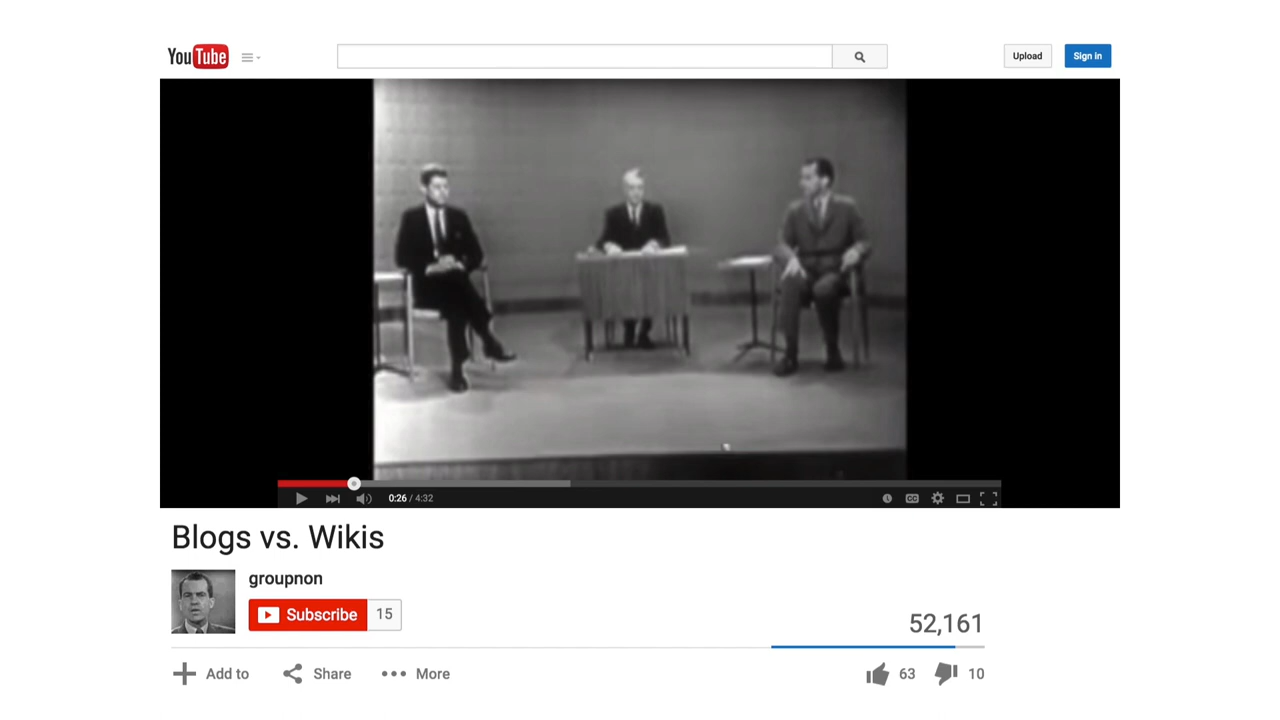 YouTube
Upload
Sign in
0:26 / 4:32
CC
Blogs vs. Wikis
groupnon
Subscribe 15
52,161
Add to Share More
63 10